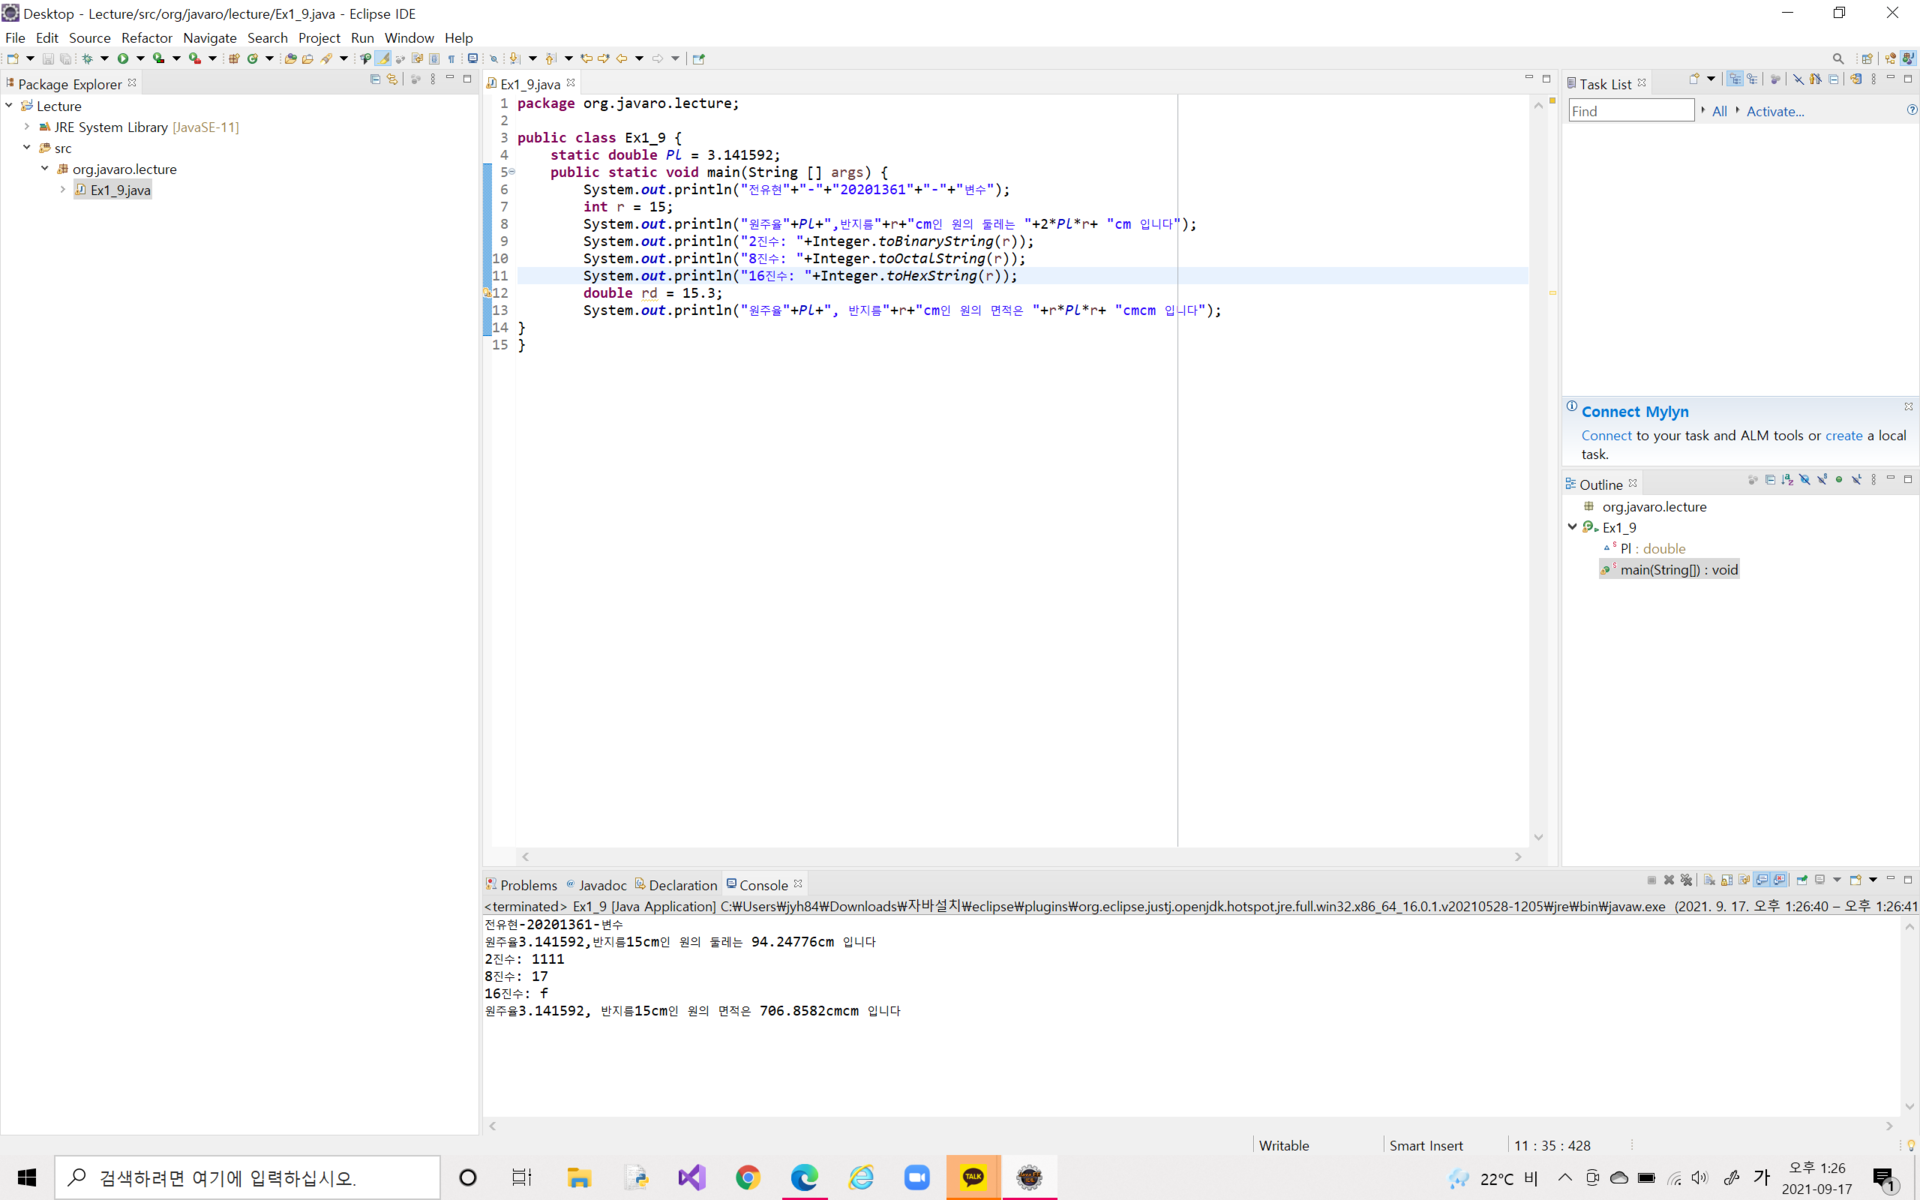 Desktop - Lecture/src/org/javaro/lecture/Ex1_9.java - Eclipse IDE
File Edit Source Refactor Navigate Search Project Run Window Help
Package Explorer
Lecture
JRE System Library [JavaSE-11]
src
org.javaro.lecture
Ex1_9.java
Ex1_9.java
1 package org.javaro.lecture;
2
3 public class Ex1_9 {
4 static double Pl = 3.141592;
5 public static void main(String [] args) {
6 System.out.println("전유현"+"-"+"20201361"+"-"+"변수");
7 int r = 15;
8 System.out.println("원주율"+Pl+",반지름"+r+"cm인 원의 둘레는 "+2*Pl*r+ "cm 입니다");
9 System.out.println("2진수: "+Integer.toBinaryString(r));
10 System.out.println("8진수: "+Integer.toOctalString(r));
11 System.out.println("16진수: "+Integer.toHexString(r));
12 double rd = 15.3;
13 System.out.println("원주율"+Pl+", 반지름"+r+"cm인 원의 면적은 "+r*Pl*r+ "cmcm 입니다");
14 }
15 }
Task List
Find All Activate...
Connect Mylyn
Connect to your task and ALM tools or create a local
task.
Outline
org.javaro.lecture
Ex1_9
Pl : double
main(String[]) : void
Problems Javadoc Declaration Console
<terminated> Ex1_9 [Java Application] C:₩Users₩jyh84₩Downloads₩자바설치₩eclipse₩plugins₩org.eclipse.justj.openjdk.hotspot.jre.full.win32.x86_64_16.0.1.v20210528-1205₩jre₩bin₩javaw.exe (2021. 9. 17. 오후 1:26:40 – 오후 1:26:41
전유현-20201361-변수
원주율3.141592,반지름15cm인 원의 둘레는 94.24776cm 입니다
2진수: 1111
8진수: 17
16진수: f
원주율3.141592, 반지름15cm인 원의 면적은 706.8582cmcm 입니다
Writable Smart Insert 11 : 35 : 428
검색하려면 여기에 입력하십시오.
TALK
22°C 비
가
오후 1:26
2021-09-17
1